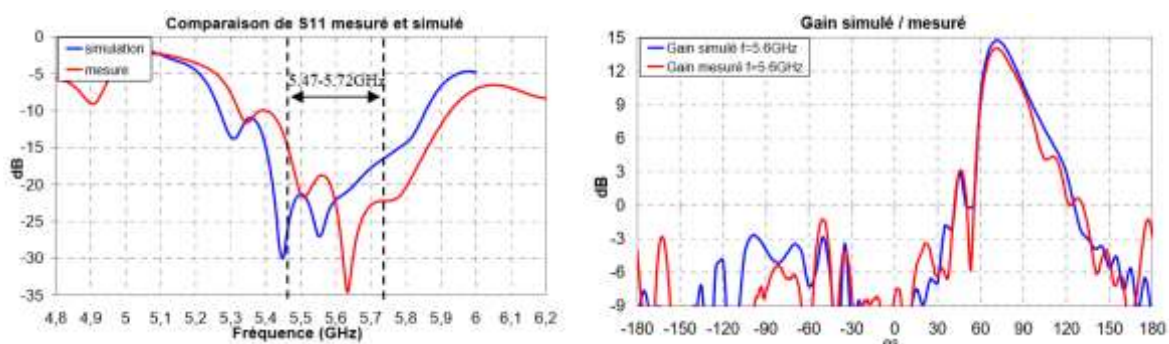 Comparaison de S11 mesuré et simulé
0
simulation
mesure
-5
5.47-5.72GHz
-10
-15
dB
-20
-25
-30
-35
4,8 4,9 5 5,1 5,2 5,3 5,4 5,5 5,6 5,7 5,8 5,9 6 6,1 6,2
Fréquence (GHz)
Gain simulé / mesuré
15
Gain simulé f=5.6GHz
Gain mesuré f=5.6GHz
12
9
6
3
dB
0
-3
-6
-9
-180 -150 -120 -90 -60 -30 0 30 60 90 120 150 180